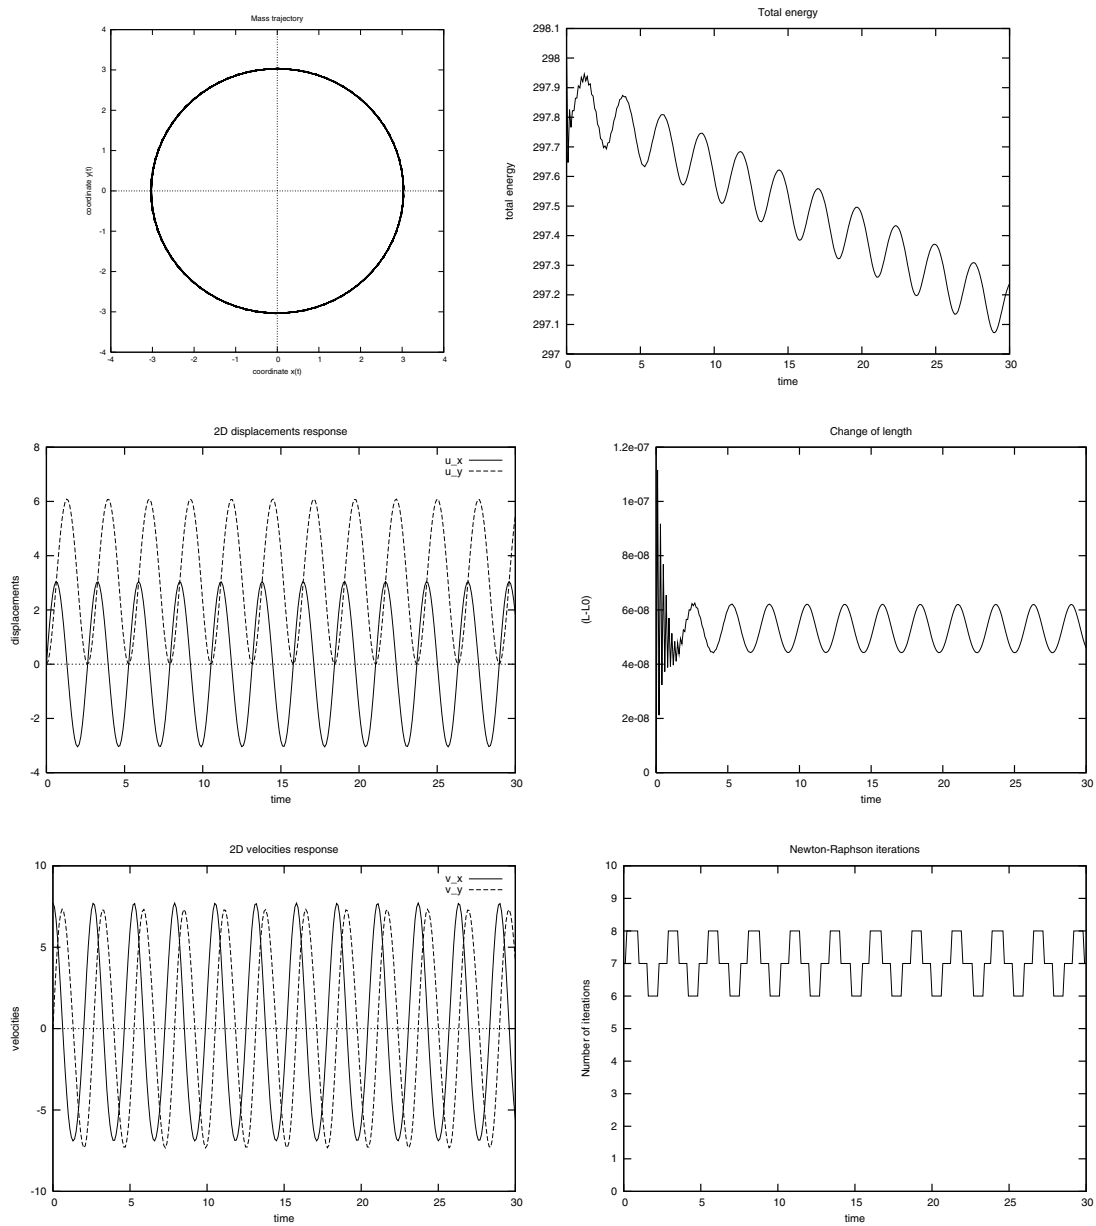 Mass trajectory
4
3
2
1
0
-1
-2
-3
-4
-4 -3 -2 -1 0 1 2 3 4
coordinate y(t)
coordinate x(t)
Total energy
298.1
298
297.9
297.8
297.7
297.6
297.5
297.4
297.3
297.2
297.1
297
0 5 10 15 20 25 30
total energy
time
2D displacements response
u_x
u_y
8
6
4
2
0
-2
-4
0 5 10 15 20 25 30
displacements
time
Change of length
1.2e-07
1e-07
8e-08
6e-08
4e-08
2e-08
0
0 5 10 15 20 25 30
(L-L0)
time
2D velocities response
v_x
v_y
10
5
0
-5
-10
0 5 10 15 20 25 30
velocities
time
Newton-Raphson iterations
10
9
8
7
6
5
4
3
2
1
0
0 5 10 15 20 25 30
Number of iterations
time